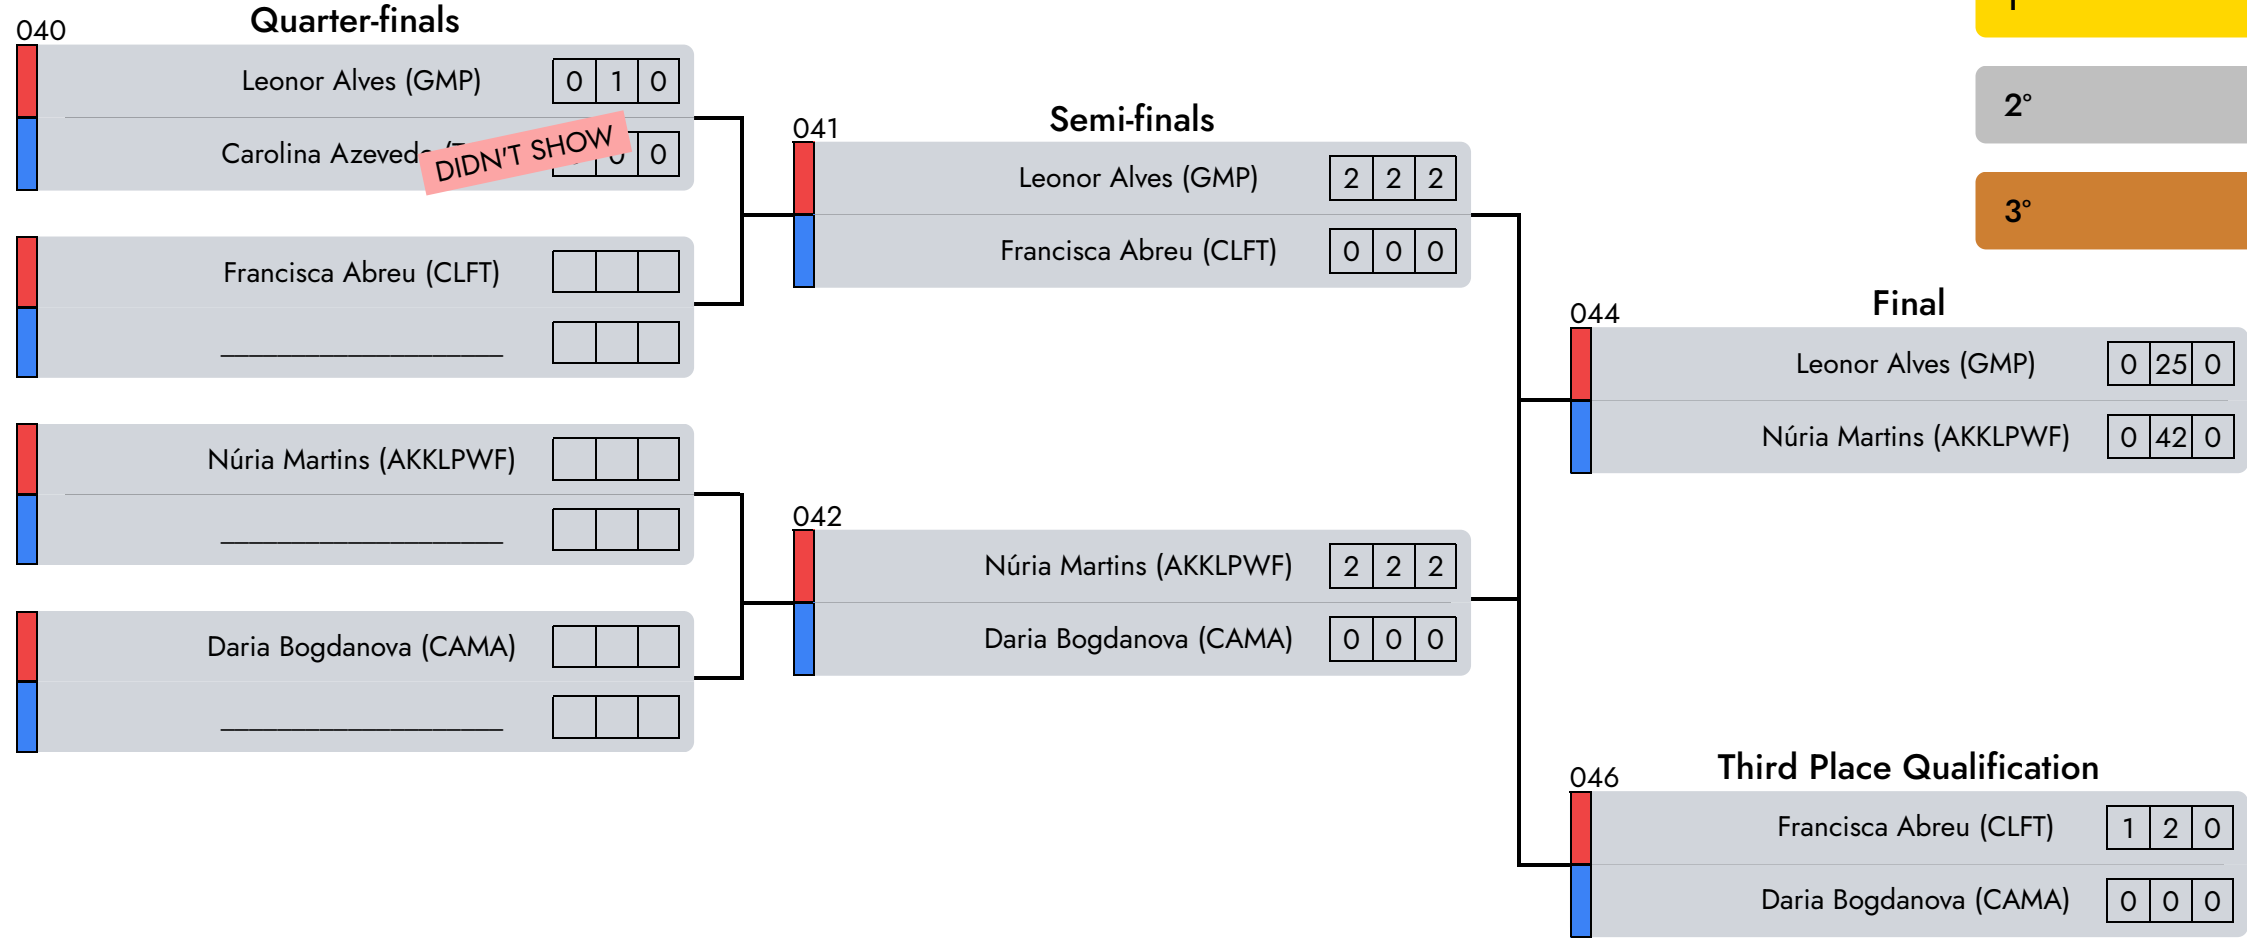 Quarter-finals
040
Leonor Alves (GMP) 0 1 0
Carolina Azevedo 0 0
DIDN'T SHOW
Francisca Abreu (CLFT)
Núria Martins (AKKLPWF)
Daria Bogdanova (CAMA)
Semi-finals
041
Leonor Alves (GMP) 2 2 2
Francisca Abreu (CLFT) 0 0 0
042
Núria Martins (AKKLPWF) 2 2 2
Daria Bogdanova (CAMA) 0 0 0
2°
3°
Final
044
Leonor Alves (GMP) 0 25 0
Núria Martins (AKKLPWF) 0 42 0
Third Place Qualification
046
Francisca Abreu (CLFT) 1 2 0
Daria Bogdanova (CAMA) 0 0 0